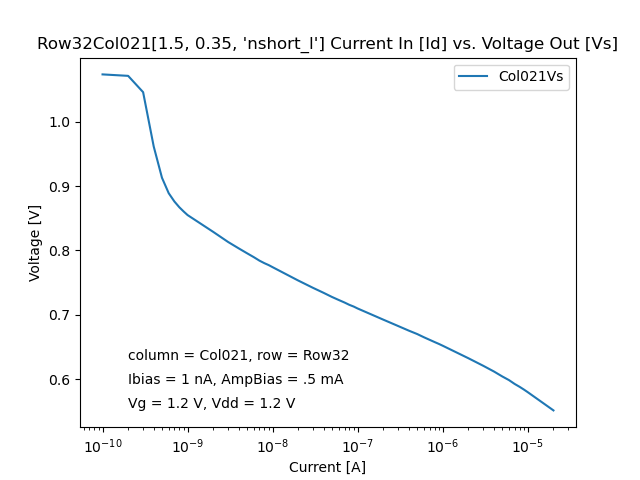 Row32Col021[1.5, 0.35, 'nshort_l'] Current In [Id] vs. Voltage Out [Vs]
Col021Vs
1.0
0.9
0.8
0.7
0.6
Voltage [V]
column = Col021, row = Row32
Ibias = 1 nA, AmpBias = .5 mA
Vg = 1.2 V, Vdd = 1.2 V
10⁻¹⁰ 10⁻⁹ 10⁻⁸ 10⁻⁷ 10⁻⁶ 10⁻⁵
Current [A]